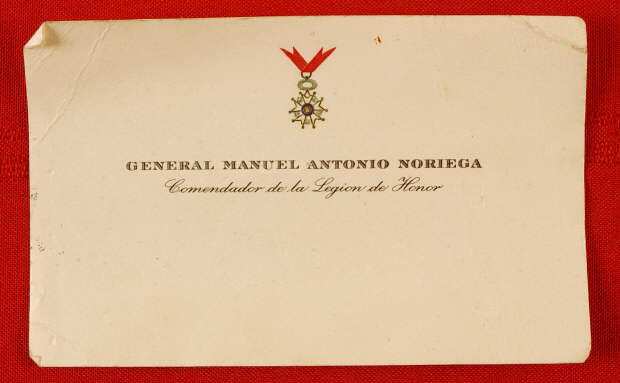 GENERAL MANUEL ANTONIO NORIEGA
Comendador de la Legion de Honor